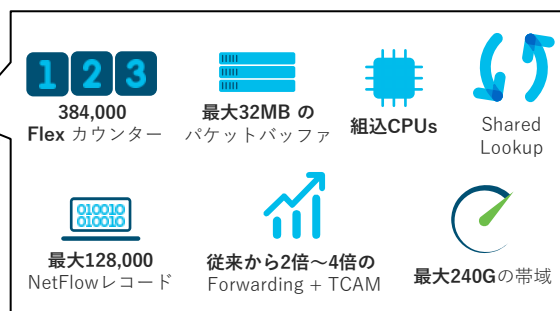 1 2 3
384,000
Flex カウンター
最大32MB の
パケットバッファ
組込CPUs
Shared
Lookup
010010
010010
最大128,000
NetFlowレコード
従来から2倍～4倍の
Forwarding + TCAM
最大240Gの帯域